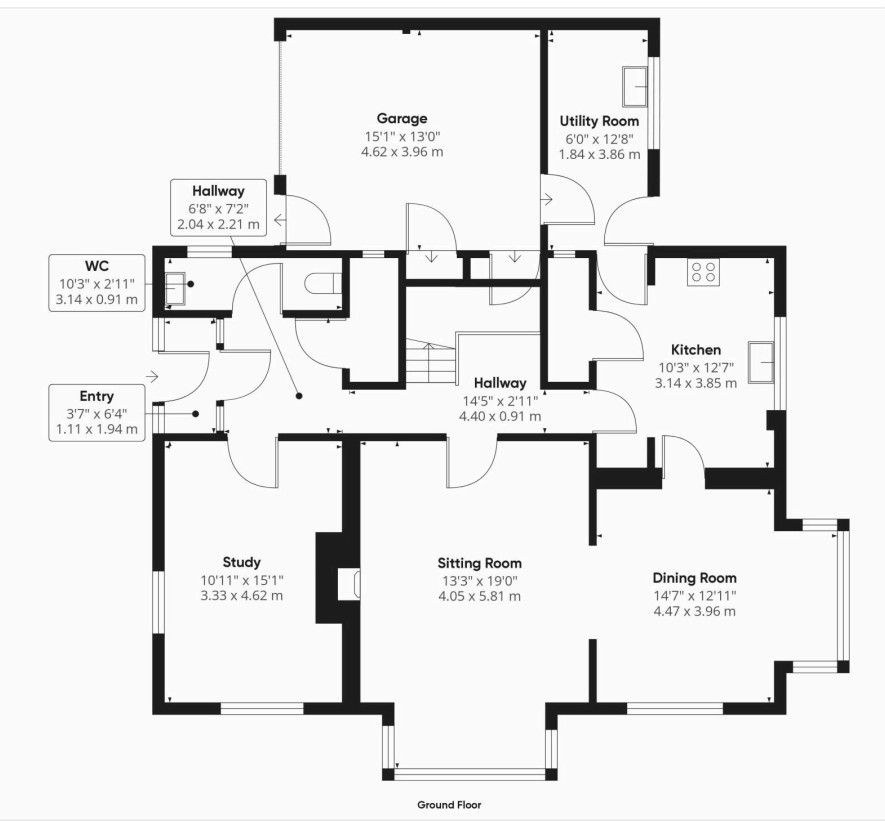 Garage
15'1" x 13'0"
4.62 x 3.96 m
Utility Room
6'0" x 12'8"
1.84 x 3.86 m
Hallway
6'8" x 7'2"
2.04 x 2.21 m
WC
10'3" x 2'11"
3.14 x 0.91 m
Kitchen
10'3" x 12'7"
3.14 x 3.85 m
Hallway
14'5" x 2'11"
4.40 x 0.91 m
Entry
3'7" x 6'4"
1.11 x 1.94 m
Study
10'11" x 15'1"
3.33 x 4.62 m
Sitting Room
13'3" x 19'0"
4.05 x 5.81 m
Dining Room
14'7" x 12'11"
4.47 x 3.96 m
Ground Floor